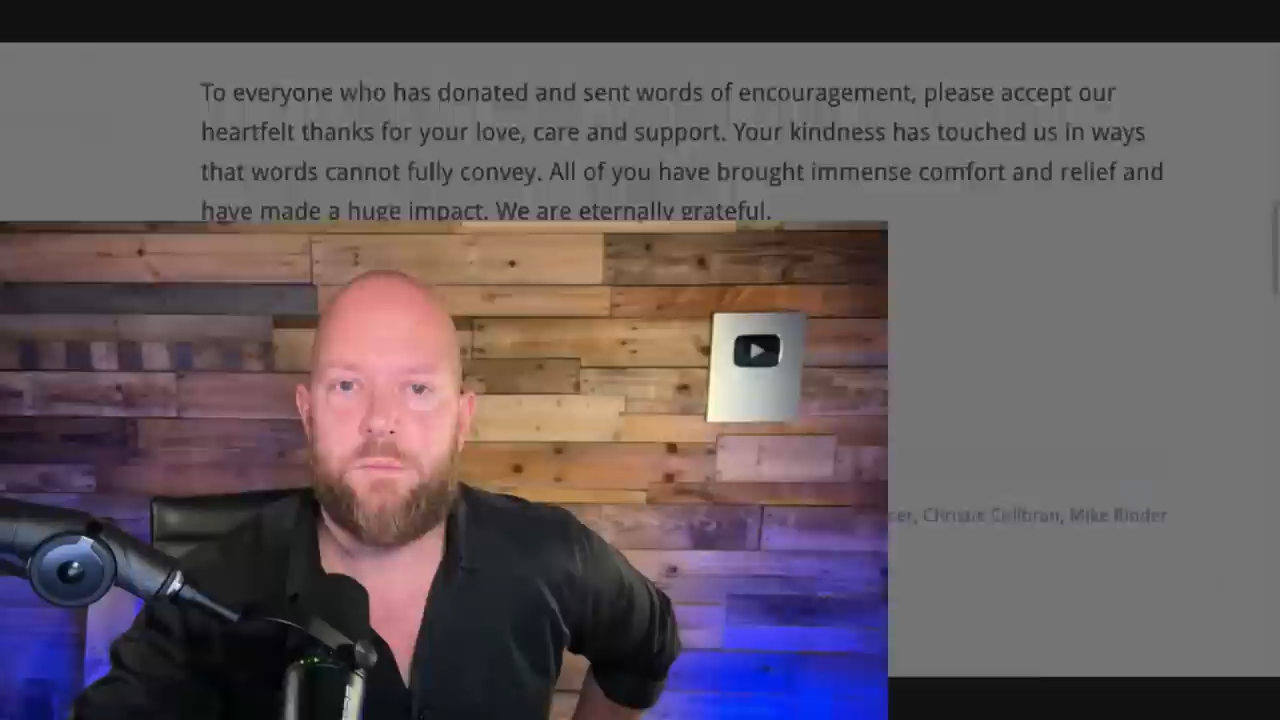 To everyone who has donated and sent words of encouragement, please accept our
heartfelt thanks for your love, care and support. Your kindness has touched us in ways
that words cannot fully convey. All of you have brought immense comfort and relief and
have made a huge impact. We are eternally grateful.
Christie Collbran, Mike Rinder